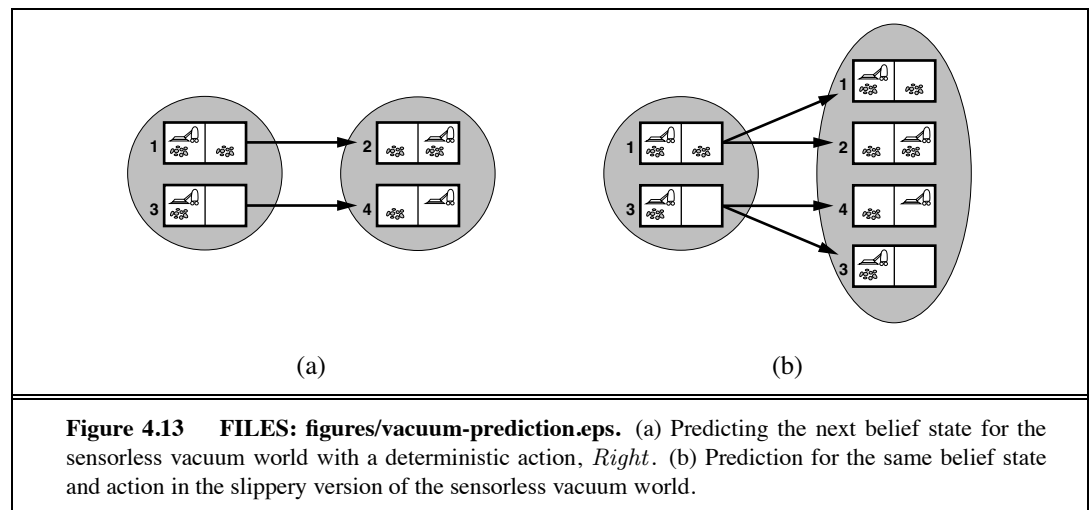 1
2
3
4
1
3
1
2
4
3
(a)
(b)
Figure 4.13 FILES: figures/vacuum-prediction.eps. (a) Predicting the next belief state for the
sensorless vacuum world with a deterministic action, Right. (b) Prediction for the same belief state
and action in the slippery version of the sensorless vacuum world.